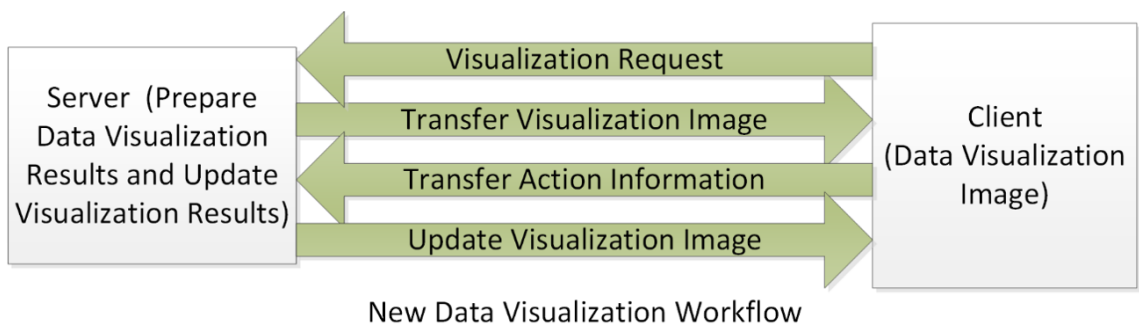 Server (Prepare
Data Visualization
Results and Update
Visualization Results)
Visualization Request
Transfer Visualization Image
Transfer Action Information
Update Visualization Image
Client
(Data Visualization
Image)
New Data Visualization Workflow